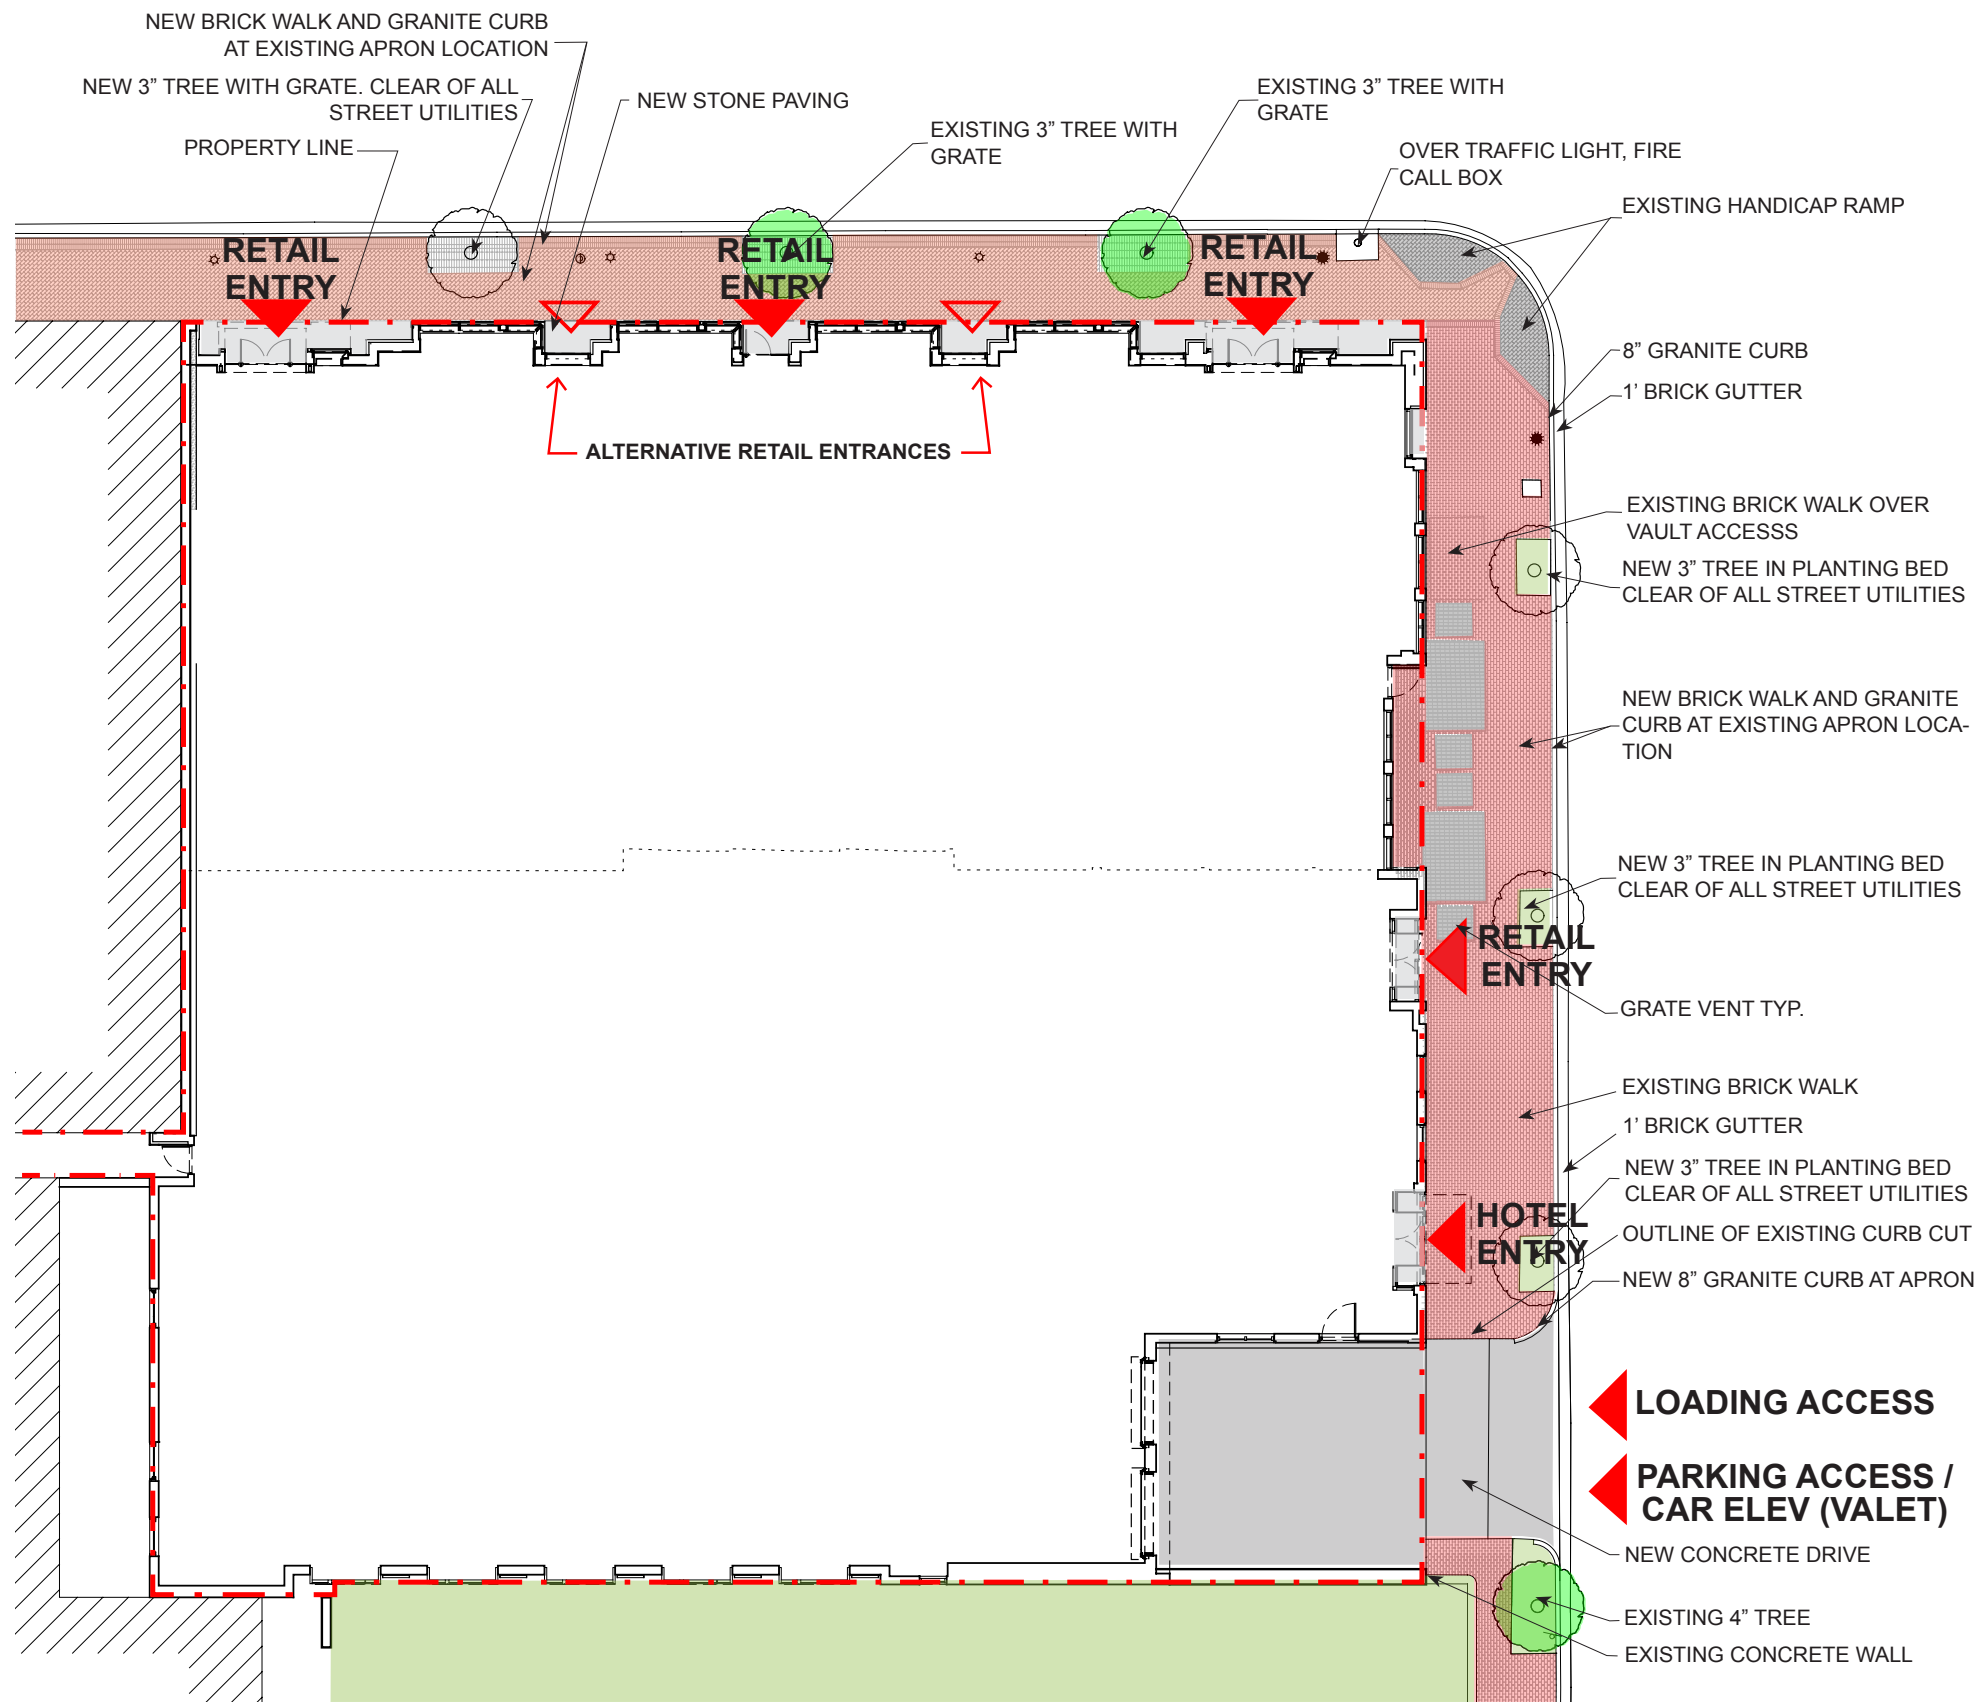 NEW BRICK WALK AND GRANITE CURB
AT EXISTING APRON LOCATION
NEW 3” TREE WITH GRATE. CLEAR OF ALL
STREET UTILITIES
PROPERTY LINE
NEW STONE PAVING
EXISTING 3” TREE WITH
GRATE
EXISTING 3” TREE WITH
GRATE
OVER TRAFFIC LIGHT, FIRE
CALL BOX
EXISTING HANDICAP RAMP
RETAIL
ENTRY
RETAIL
ENTRY
RETAIL
ENTRY
8” GRANITE CURB
1’ BRICK GUTTER
ALTERNATIVE RETAIL ENTRANCES
EXISTING BRICK WALK OVER
VAULT ACCESSS
NEW 3” TREE IN PLANTING BED
CLEAR OF ALL STREET UTILITIES
NEW BRICK WALK AND GRANITE
CURB AT EXISTING APRON LOCA-
TION
NEW 3” TREE IN PLANTING BED
CLEAR OF ALL STREET UTILITIES
RETAIL
ENTRY
GRATE VENT TYP.
EXISTING BRICK WALK
1’ BRICK GUTTER
NEW 3” TREE IN PLANTING BED
CLEAR OF ALL STREET UTILITIES
HOTEL
ENTRY
OUTLINE OF EXISTING CURB CUT
NEW 8” GRANITE CURB AT APRON
LOADING ACCESS
PARKING ACCESS /
CAR ELEV (VALET)
NEW CONCRETE DRIVE
EXISTING 4” TREE
EXISTING CONCRETE WALL